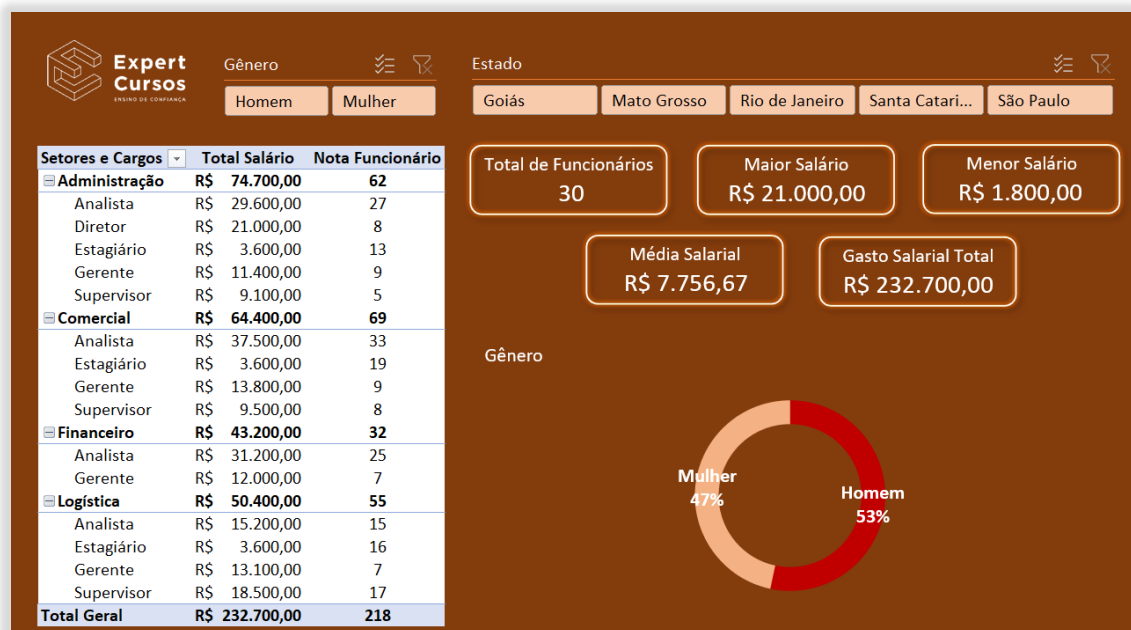 Expert
Cursos
ENSINO DE CONFIANÇA
Gênero
Homem Mulher
Estado
Goiás Mato Grosso Rio de Janeiro Santa Catari... São Paulo
Setores e Cargos Total Salário Nota Funcionário
Administração R$ 74.700,00 62
Analista R$ 29.600,00 27
Diretor R$ 21.000,00 8
Estagiário R$ 3.600,00 13
Gerente R$ 11.400,00 9
Supervisor R$ 9.100,00 5
Comercial R$ 64.400,00 69
Analista R$ 37.500,00 33
Estagiário R$ 3.600,00 19
Gerente R$ 13.800,00 9
Supervisor R$ 9.500,00 8
Financeiro R$ 43.200,00 32
Analista R$ 31.200,00 25
Gerente R$ 12.000,00 7
Logística R$ 50.400,00 55
Analista R$ 15.200,00 15
Estagiário R$ 3.600,00 16
Gerente R$ 13.100,00 7
Supervisor R$ 18.500,00 17
Total Geral R$ 232.700,00 218
Total de Funcionários
30
Maior Salário
R$ 21.000,00
Menor Salário
R$ 1.800,00
Média Salarial
R$ 7.756,67
Gasto Salarial Total
R$ 232.700,00
Gênero
Mulher
47%
Homem
53%